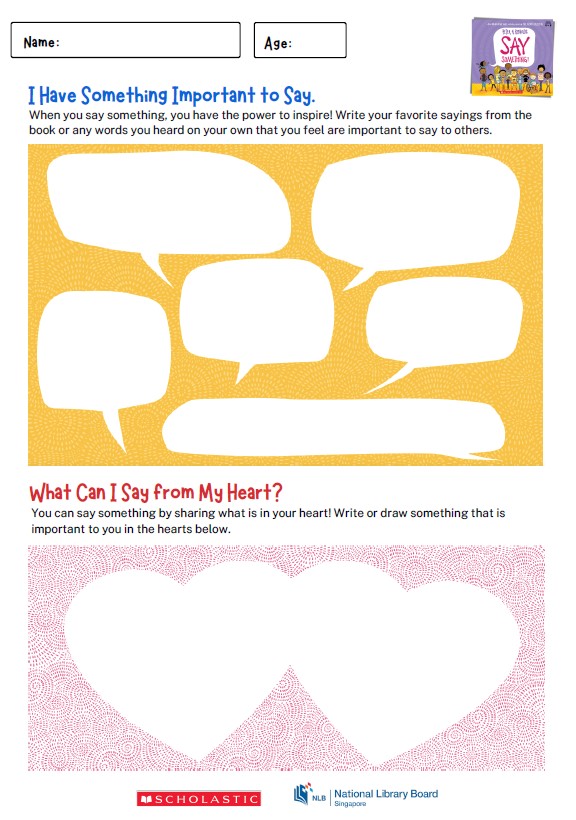 Name:
Age:
SAY
SOMETHING!
I Have Something Important to Say.
When you say something, you have the power to inspire! Write your favorite sayings from the
book or any words you heard on your own that you feel are important to say to others.
What Can I Say from My Heart?
You can say something by sharing what is in your heart! Write or draw something that is
important to you in the hearts below.
SCHOLASTIC
NLB
National Library Board
Singapore